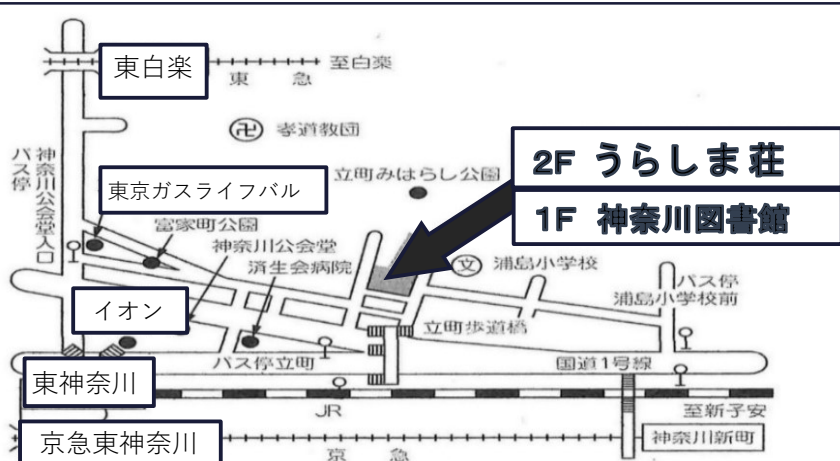 東白楽
至白楽
東 急
卍 孝道教団
2F うらしま荘
1F 神奈川図書館
神奈川公会堂入口
バス停
東京ガスライフバル
立町みはらし公園
富家町公園
神奈川公会堂
済生会病院
文 浦島小学校
バス停
浦島小学校前
イオン
立町歩道橋
バス停立町
国道1号線
東神奈川
JR
至新子安
京急東神奈川
京 急
神奈川新町